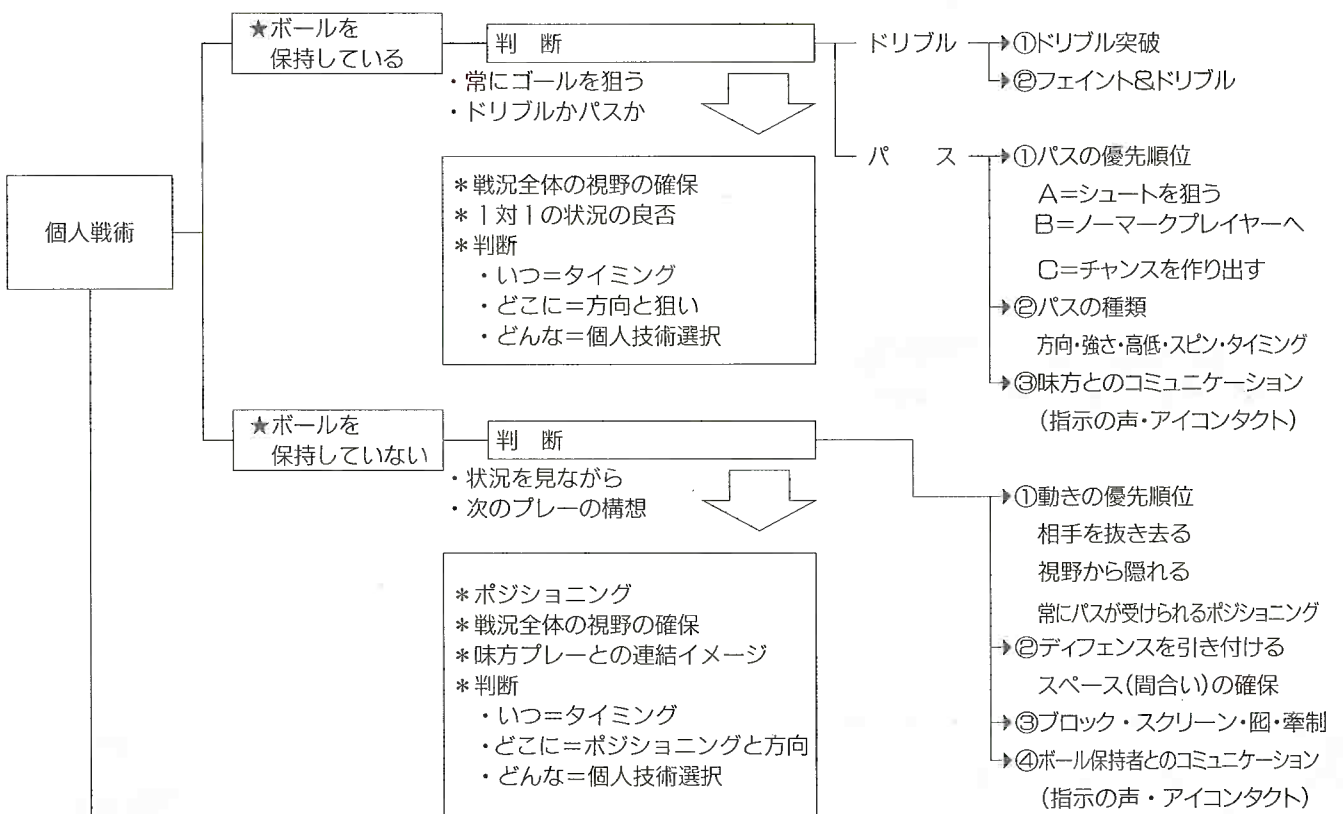 個人戦術
★ボールを
保持している
判 断
・常にゴールを狙う
・ドリブルかパスか
＊戦況全体の視野の確保
＊1対1の状況の良否
＊判断
・いつ＝タイミング
・どこに＝方向と狙い
・どんな＝個人技術選択
ドリブル
①ドリブル突破
②フェイント&ドリブル
パ ス
①パスの優先順位
A＝シュートを狙う
B＝ノーマークプレイヤーへ
C＝チャンスを作り出す
②パスの種類
方向・強さ・高低・スピン・タイミング
③味方とのコミュニケーション
(指示の声・アイコンタクト)
★ボールを
保持していない
判 断
・状況を見ながら
・次のプレーの構想
＊ポジショニング
＊戦況全体の視野の確保
＊味方プレーとの連結イメージ
＊判断
・いつ＝タイミング
・どこに＝ポジショニングと方向
・どんな＝個人技術選択
①動きの優先順位
相手を抜き去る
視野から隠れる
常にパスが受けられるポジショニング
②ディフェンスを引き付ける
スペース(間合い)の確保
③ブロック・スクリーン・囮・牽制
④ボール保持者とのコミュニケーション
(指示の声・アイコンタクト)